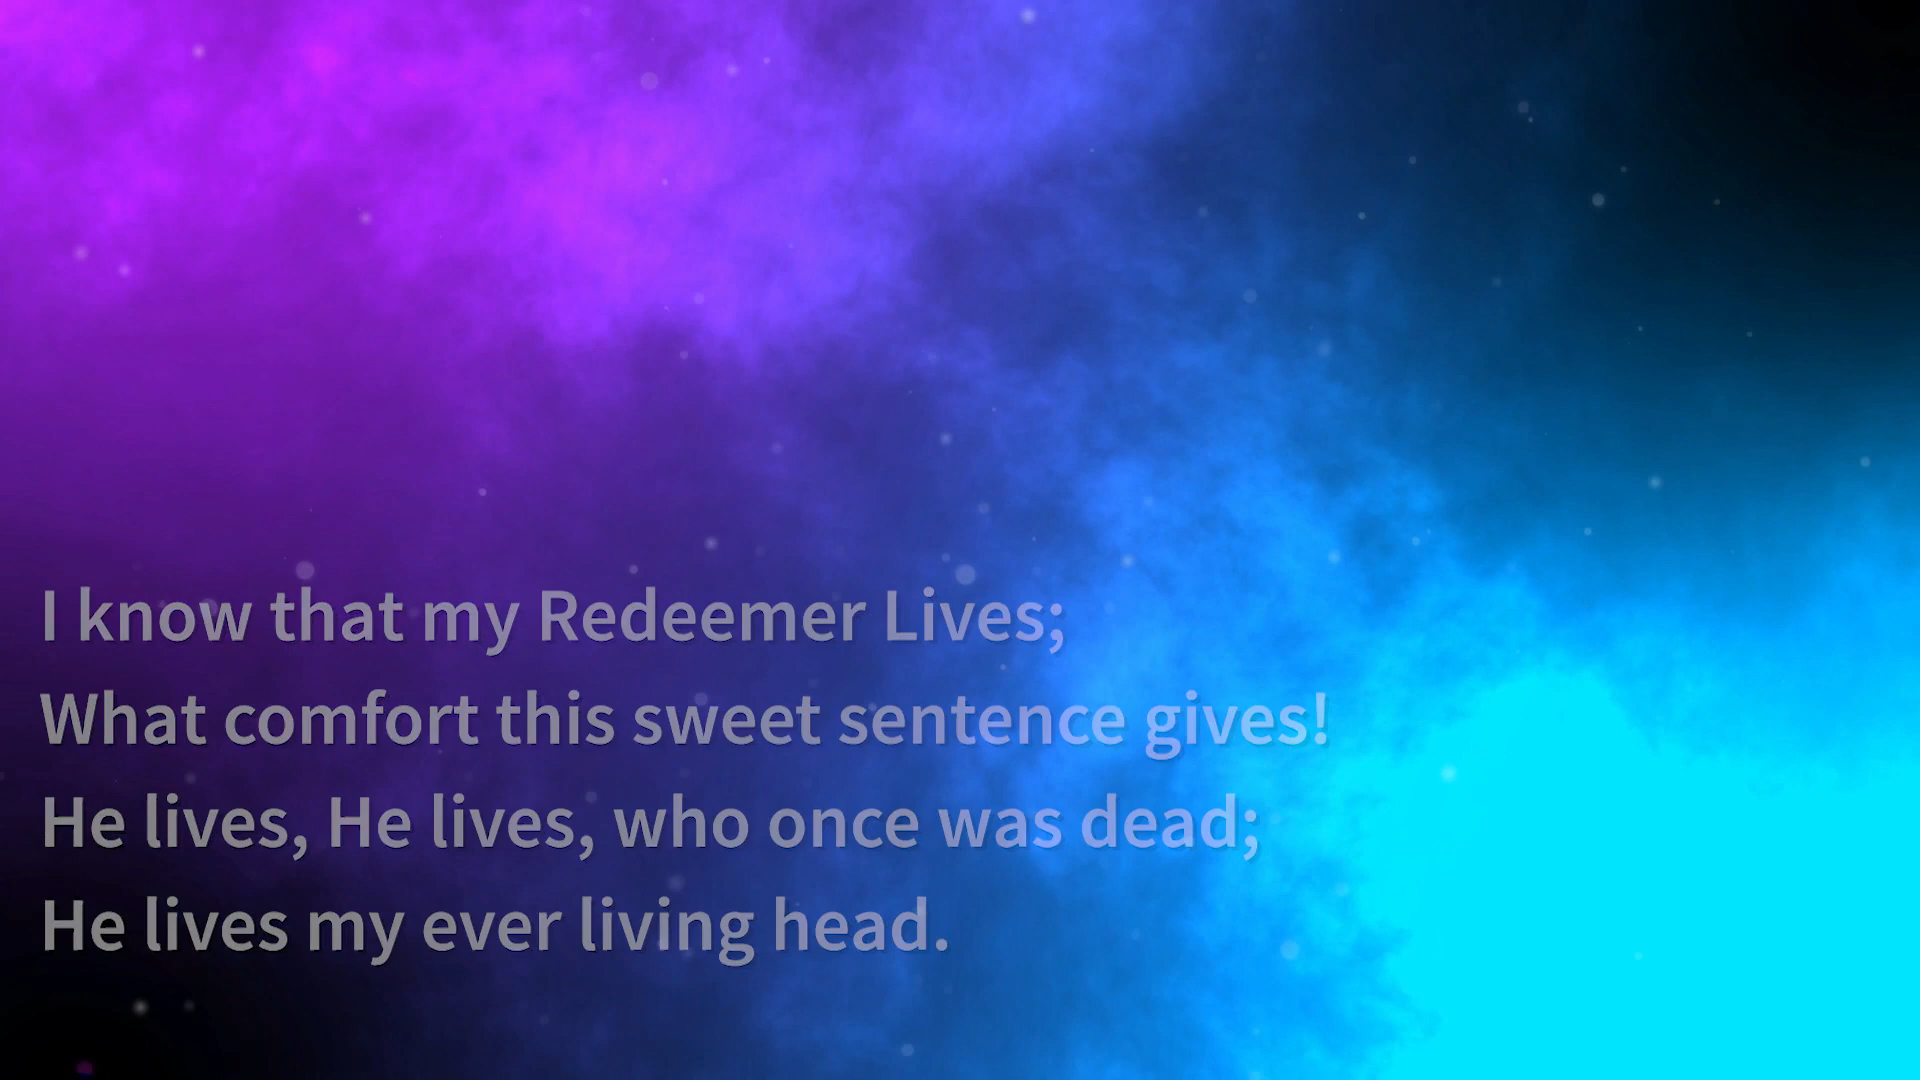 I know that my Redeemer Lives;
What comfort this sweet sentence gives!
He lives, He lives, who once was dead;
He lives my ever living head.